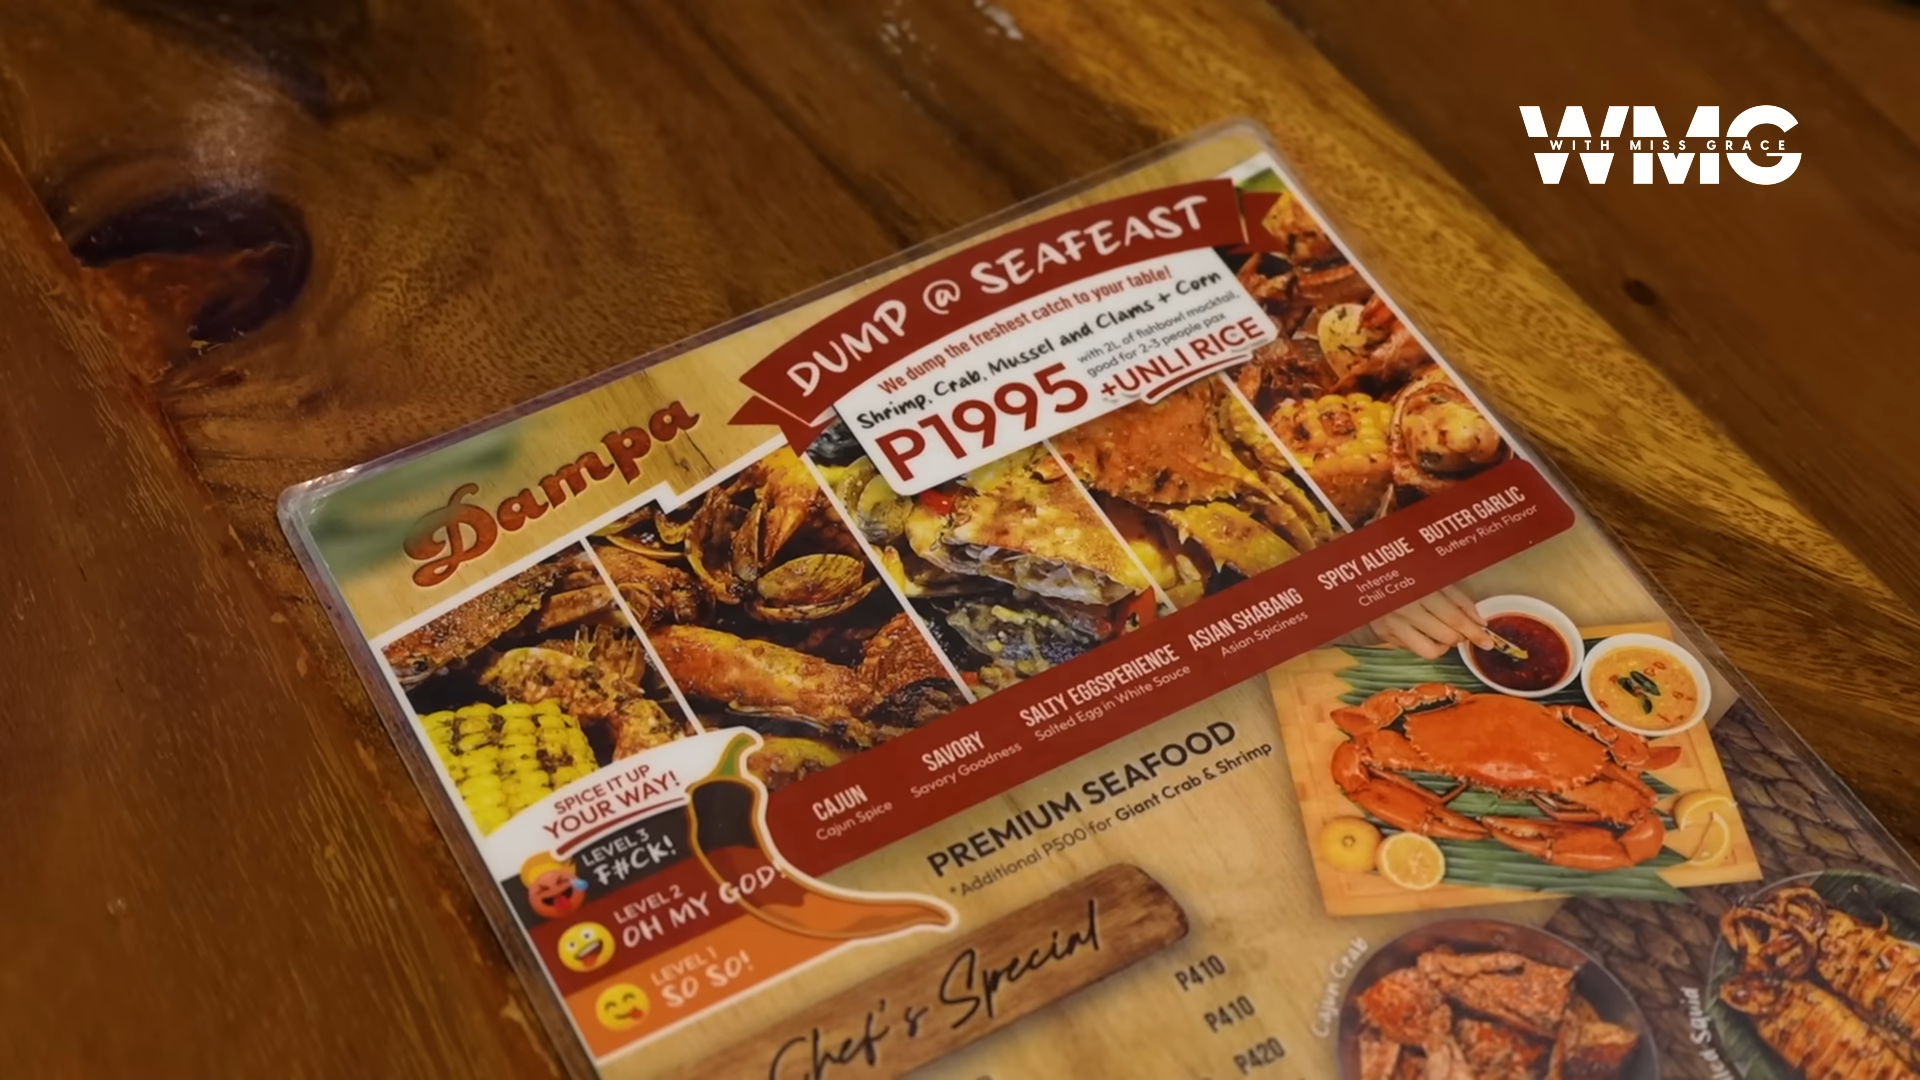 WMG
WITH MISS GRACE
DUMP @ SEAFEAST
We dump the freshest catch to your table!
Shrimp, Crab, Mussel and Clams + Corn
P1995
with 2L of fishbowl mocktail,
good for 2-3 people pax
+UNLI RICE
Dampa
CAJUN
Cajun Spice
SAVORY
Savory Goodness
SALTY EGGSPERIENCE
Salted Egg in White Sauce
ASIAN SHABANG
Asian Spiciness
SPICY ALIGUE
Intense
Chili Crab
BUTTER GARLIC
Buttery Rich Flavor
SPICE IT UP
YOUR WAY!
LEVEL 3
F#CK!
LEVEL 2
OH MY GOD!
LEVEL 1
SO SO!
PREMIUM SEAFOOD
*Additional P500 for Giant Crab & Shrimp
Chef's Special
P410
P410
P420
Cajun Crab
Squid